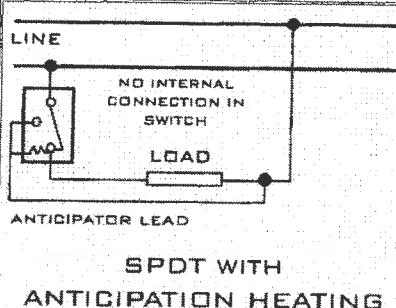 LINE
NO INTERNAL
CONNECTION IN
SWITCH
LOAD
ANTICIPATOR LEAD
SPDT WITH
ANTICIPATION HEATING